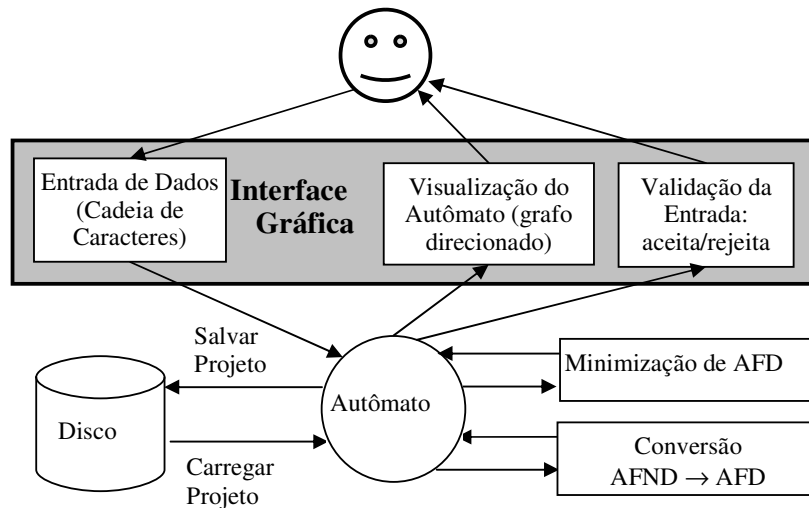 Entrada de Dados
(Cadeia de
Caracteres)
Interface
Gráfica
Visualização do
Autômato (grafo
direcionado)
Validação da
Entrada:
aceita/rejeita
Salvar
Projeto
Disco
Carregar
Projeto
Autômato
Minimização de AFD
Conversão
AFND → AFD